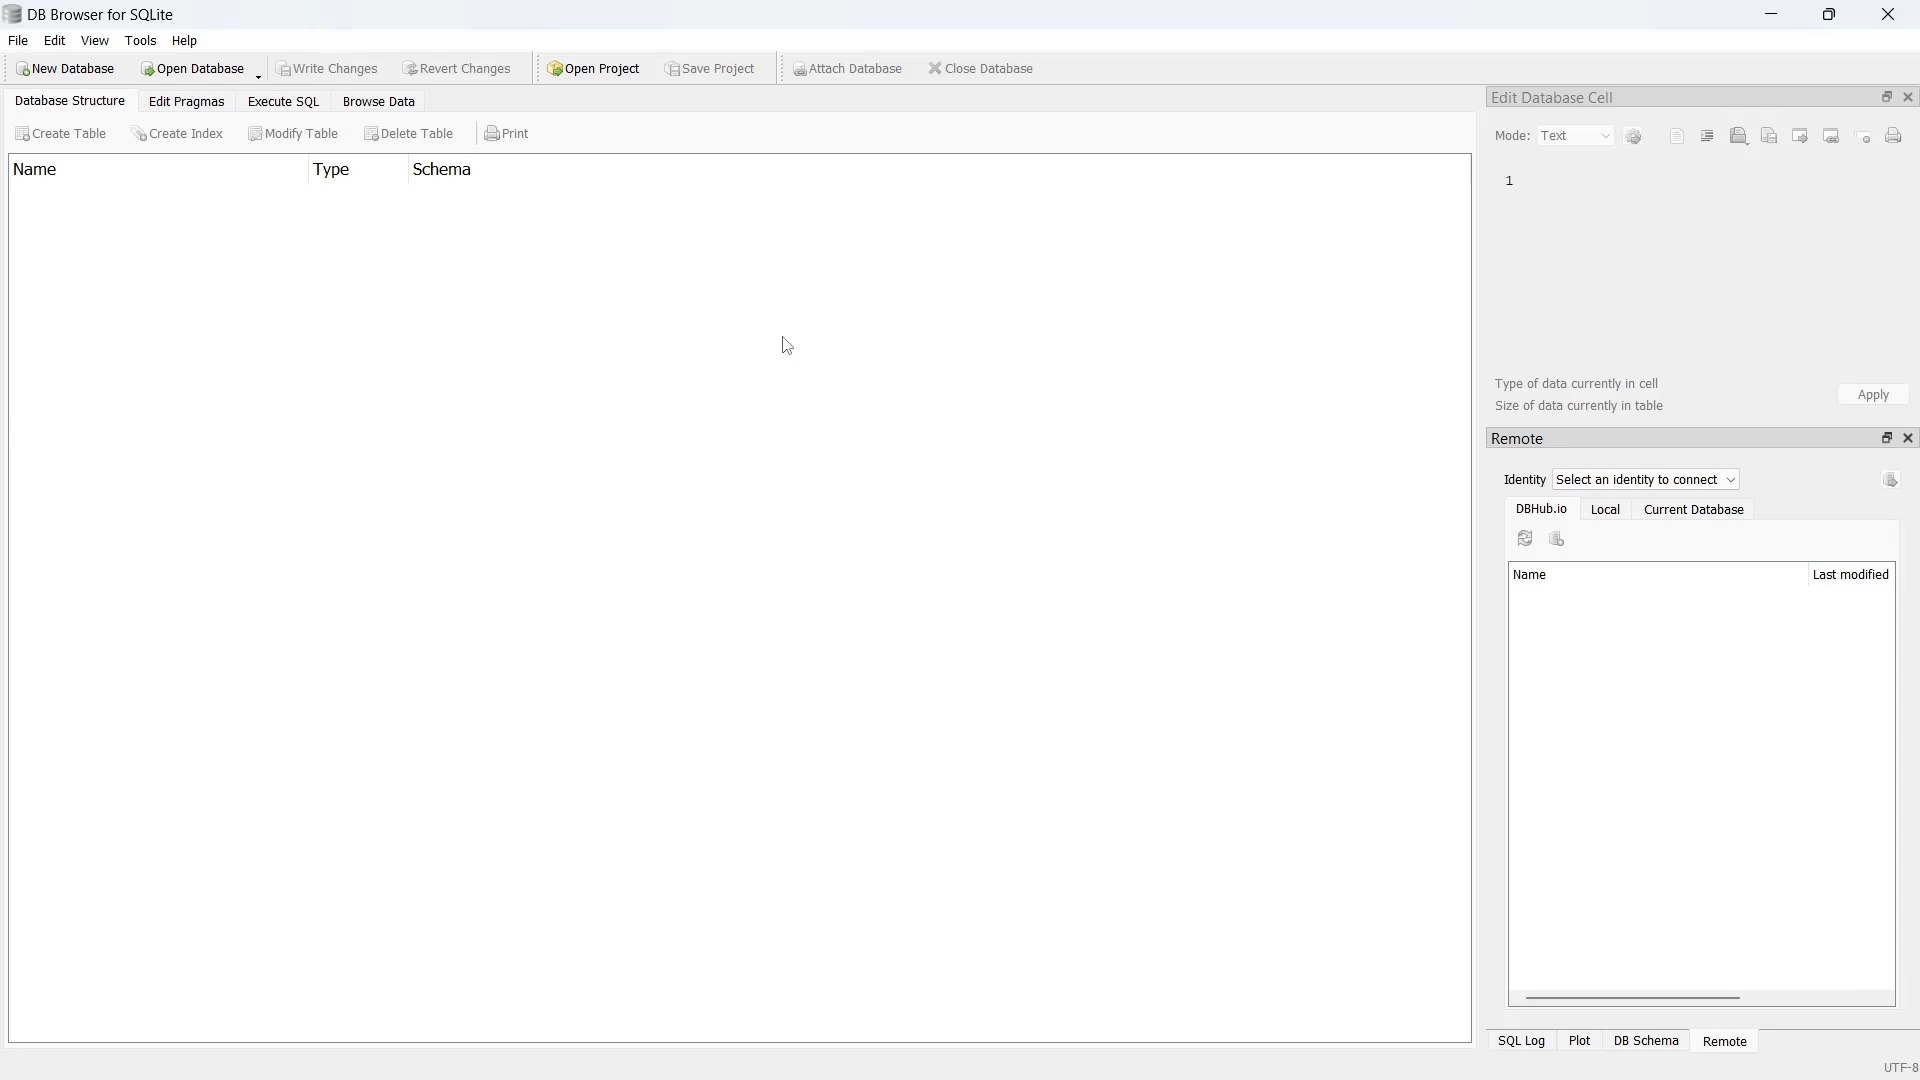 DB Browser for SQLite
File Edit View Tools Help
New Database Open Database Write Changes Revert Changes Open Project Save Project Attach Database Close Database
Database Structure Edit Pragmas Execute SQL Browse Data
Create Table Create Index Modify Table Delete Table Print
Name Type Schema
Edit Database Cell
Mode: Text
1
Type of data currently in cell
Size of data currently in table
Apply
Remote
Identity Select an identity to connect
DBHub.io Local Current Database
Name Last modified
SQL Log Plot DB Schema Remote
UTF-8